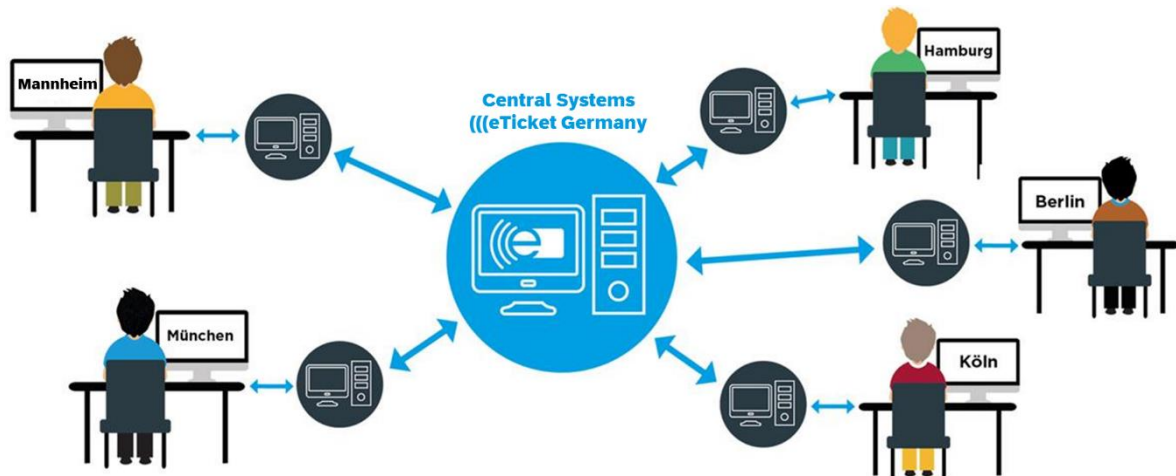 Mannheim
Central Systems
(((eTicket Germany
Hamburg
Berlin
München
Köln